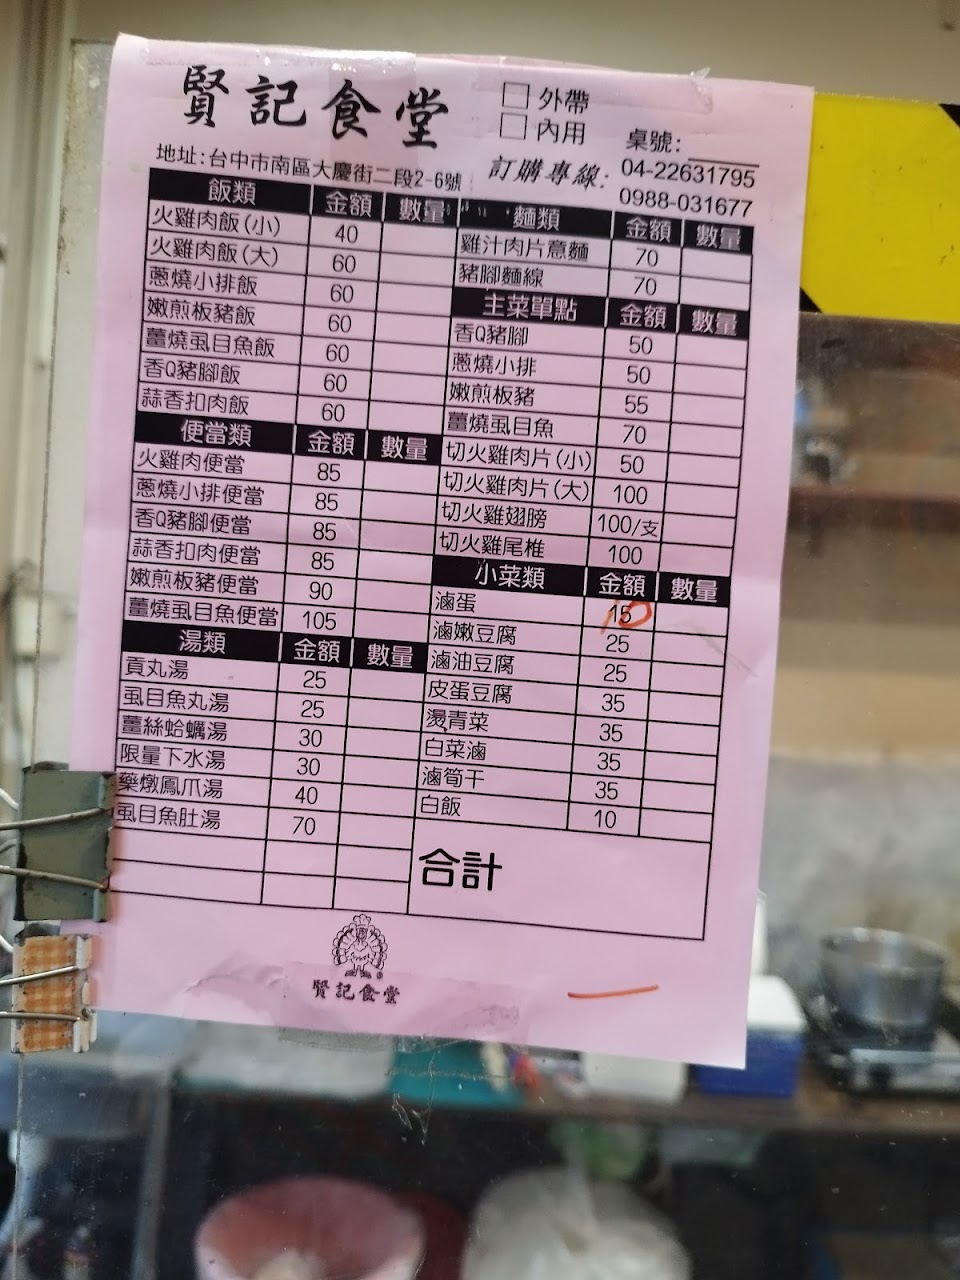 賢記食堂
□ 外帶
□ 內用
桌號:
地址:台中市南區大慶街二段2-6號
訂購專線: 04-22631795
0988-031677
飯類 金額 數量
火雞肉飯(小) 40
火雞肉飯(大) 60
蔥燒小排飯 60
嫩煎板豬飯 60
薑燒虱目魚飯 60
香Q豬腳飯 60
蒜香扣肉飯 60
便當類 金額 數量
火雞肉便當 85
蔥燒小排便當 85
香Q豬腳便當 85
蒜香扣肉便當 85
嫩煎板豬便當 90
薑燒虱目魚便當 105
湯類 金額 數量
貢丸湯 25
虱目魚丸湯 25
薑絲蛤蠣湯 30
限量下水湯 30
藥燉鳳爪湯 40
虱目魚肚湯 70
麵類 金額 數量
雞汁肉片意麵 70
豬腳麵線 70
主菜單點 金額 數量
香Q豬腳 50
蔥燒小排 50
嫩煎板豬 55
薑燒虱目魚 70
切火雞肉片(小) 50
切火雞肉片(大) 100
切火雞翅膀 100/支
切火雞尾椎 100
小菜類 金額 數量
滷蛋 10
滷嫩豆腐 25
滷油豆腐 25
皮蛋豆腐 35
燙青菜 35
白菜滷 35
滷筍干 35
白飯 10
合計
賢記食堂